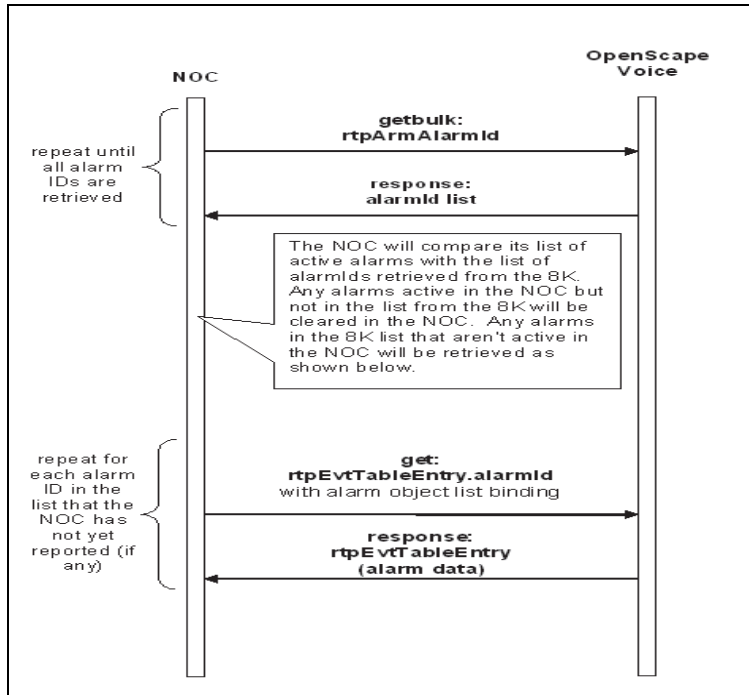 OpenScape
Voice
NOC
getbulk:
rtpArmAlarmId
repeat until
all alarm
IDs are
retrieved
response:
alarmId list
The NOC will compare its list of
active alarms with the list of
alarmIds retrieved from the 8K.
Any alarms active in the NOC but
not in the list from the 8K will be
cleared in the NOC. Any alarms
in the 8K list that aren't active in
the NOC will be retrieved as
shown below.
repeat for
each alarm
ID in the
list that the
NOC has
not yet
reported (if
any)
get:
rtpEvtTableEntry.alarmId
with alarm object list binding
response:
rtpEvtTableEntry
(alarm data)